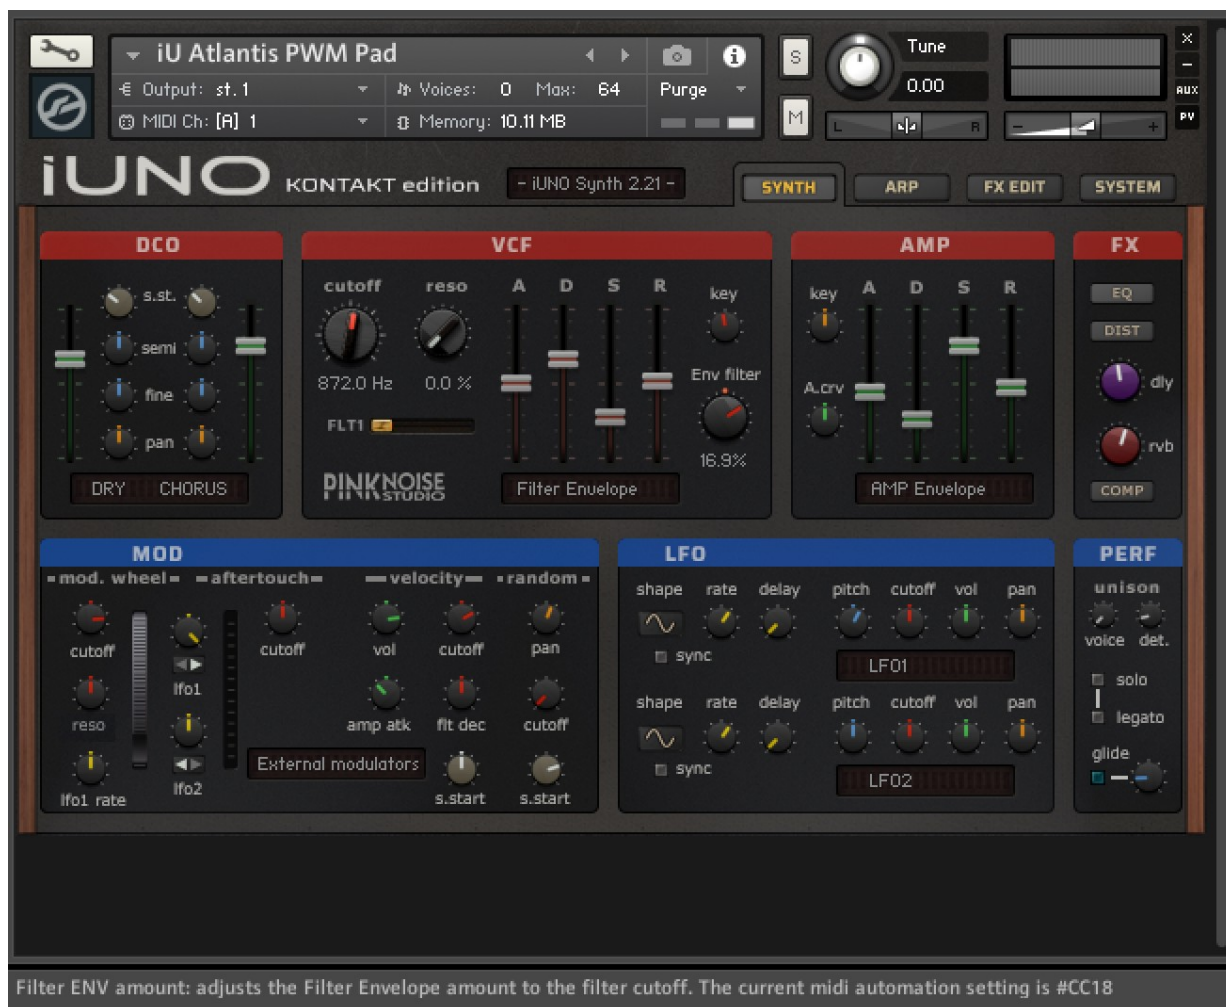 iU Atlantis PWM Pad
Output: st. 1
Voices: 0 Max: 64
Purge
MIDI Ch: [A] 1
Memory: 10.11 MB
S
M
Tune
0.00
L
R
-
+
×
-
AUX
PV
iUNO KONTAKT edition
- iUNO Synth 2.21 -
SYNTH
ARP
FX EDIT
SYSTEM
DCO
s.st.
semi
fine
pan
DRY CHORUS
VCF
cutoff reso A D S R key
872.0 Hz 0.0 %
Env filter
FLT1
16.9%
PINKNOISE
STUDIO
Filter Envelope
AMP
key A D S R
A.crv
AMP Envelope
FX
EQ
DIST
dly
rvb
COMP
MOD
mod. wheel aftertouch velocity random
cutoff
cutoff
vol
cutoff
pan
lfo1
reso
amp atk
flt dec
cutoff
lfo1 rate
lfo2
External modulators
s.start
s.start
LFO
shape rate delay pitch cutoff vol pan
sync
LFO1
shape rate delay pitch cutoff vol pan
sync
LFO2
PERF
unison
voice det.
solo
legato
glide
Filter ENV amount: adjusts the Filter Envelope amount to the filter cutoff. The current midi automation setting is #CC18